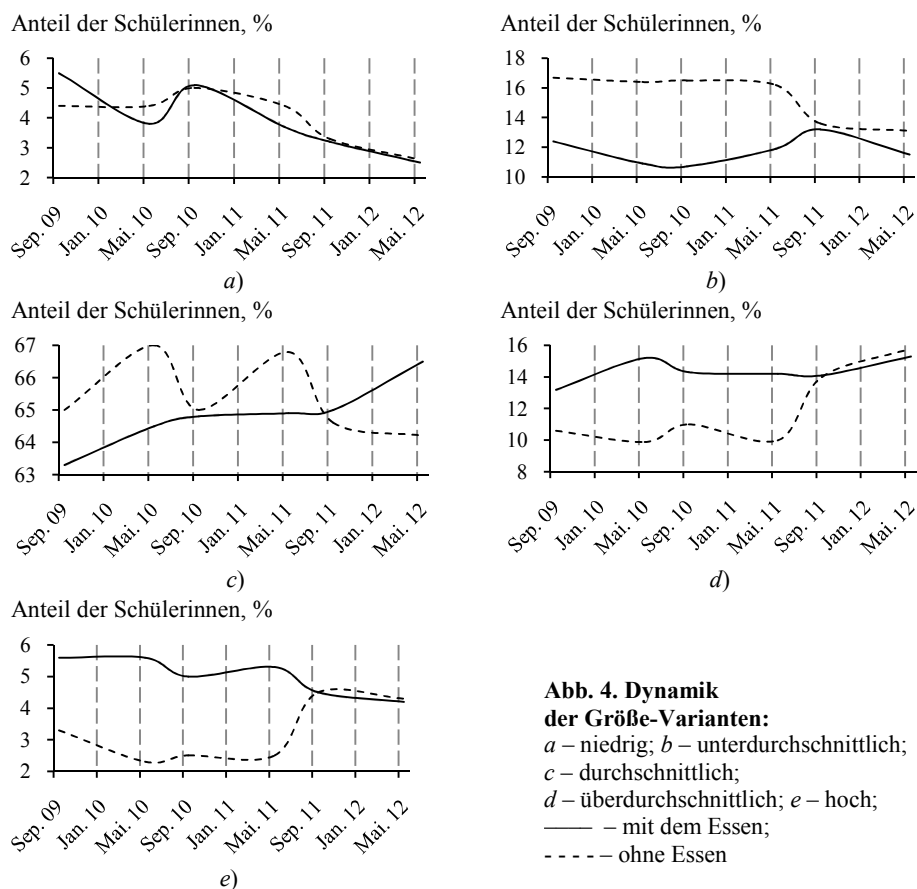 Anteil der Schülerinnen, %
6
5
4
3
2
Sep. 09 Jan. 10 Mai. 10 Sep. 10 Jan. 11 Mai. 11 Sep. 11 Jan. 12 Mai. 12
a)
Anteil der Schülerinnen, %
18
16
14
12
10
Sep. 09 Jan. 10 Mai. 10 Sep. 10 Jan. 11 Mai. 11 Sep. 11 Jan. 12 Mai. 12
b)
Anteil der Schülerinnen, %
67
66
65
64
63
Sep. 09 Jan. 10 Mai. 10 Sep. 10 Jan. 11 Mai. 11 Sep. 11 Jan. 12 Mai. 12
c)
Anteil der Schülerinnen, %
16
14
12
10
8
Sep. 09 Jan. 10 Mai. 10 Sep. 10 Jan. 11 Mai. 11 Sep. 11 Jan. 12 Mai. 12
d)
Anteil der Schülerinnen, %
6
5
4
3
2
Sep. 09 Jan. 10 Mai. 10 Sep. 10 Jan. 11 Mai. 11 Sep. 11 Jan. 12 Mai. 12
e)
Abb. 4. Dynamik
der Größe-Varianten:
a – niedrig; b – unterdurchschnittlich;
c – durchschnittlich;
d – überdurchschnittlich; e – hoch;
–––– – mit dem Essen;
- - - - – ohne Essen